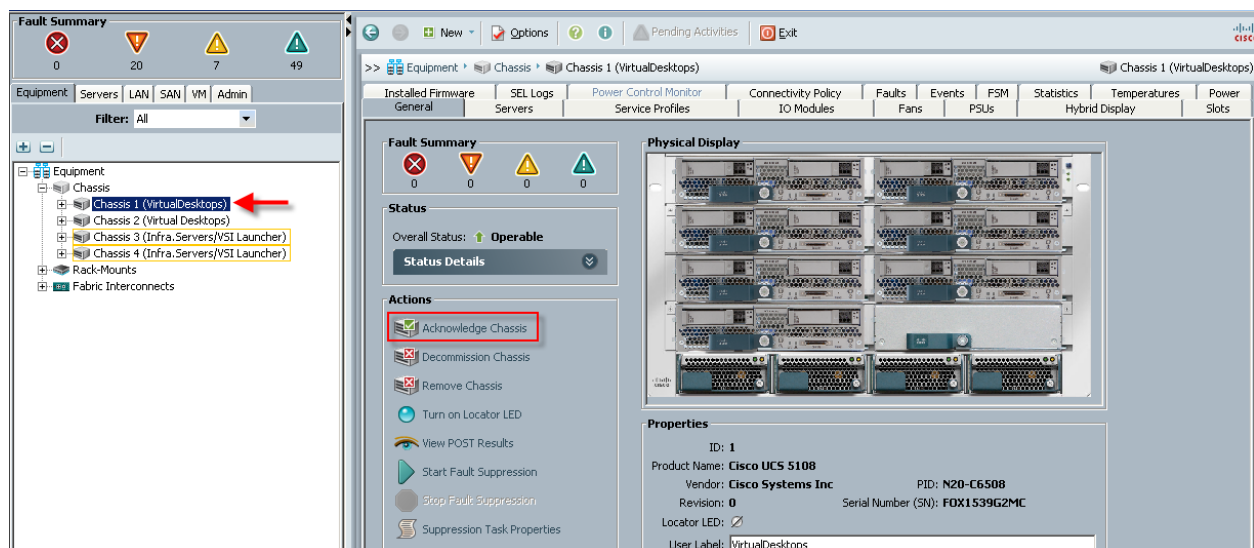 Fault Summary
0 20 7 49
Equipment Servers LAN SAN VM Admin
Filter: All
Equipment
Chassis
Chassis 1 (VirtualDesktops)
Chassis 2 (Virtual Desktops)
Chassis 3 (Infra.Servers/VSI Launcher)
Chassis 4 (Infra.Servers/VSI Launcher)
Rack-Mounts
Fabric Interconnects
New Options Pending Activities Exit
>> Equipment Chassis Chassis 1 (VirtualDesktops) Chassis 1 (VirtualDesktops)
Installed Firmware SEL Logs Power Control Monitor Connectivity Policy Faults Events FSM Statistics Temperatures Power
General Servers Service Profiles IO Modules Fans PSUs Hybrid Display Slots
Fault Summary
0 0 0 0
Status
Overall Status: Operable
Status Details
Actions
Acknowledge Chassis
Decommission Chassis
Remove Chassis
Turn on Locator LED
View POST Results
Start Fault Suppression
Stop Fault Suppression
Suppression Task Properties
Physical Display
Properties
ID: 1
Product Name: Cisco UCS 5108
Vendor: Cisco Systems Inc PID: N20-C6508
Revision: 0 Serial Number (SN): FOX1539G2MC
Locator LED:
User Label: VirtualDesktops